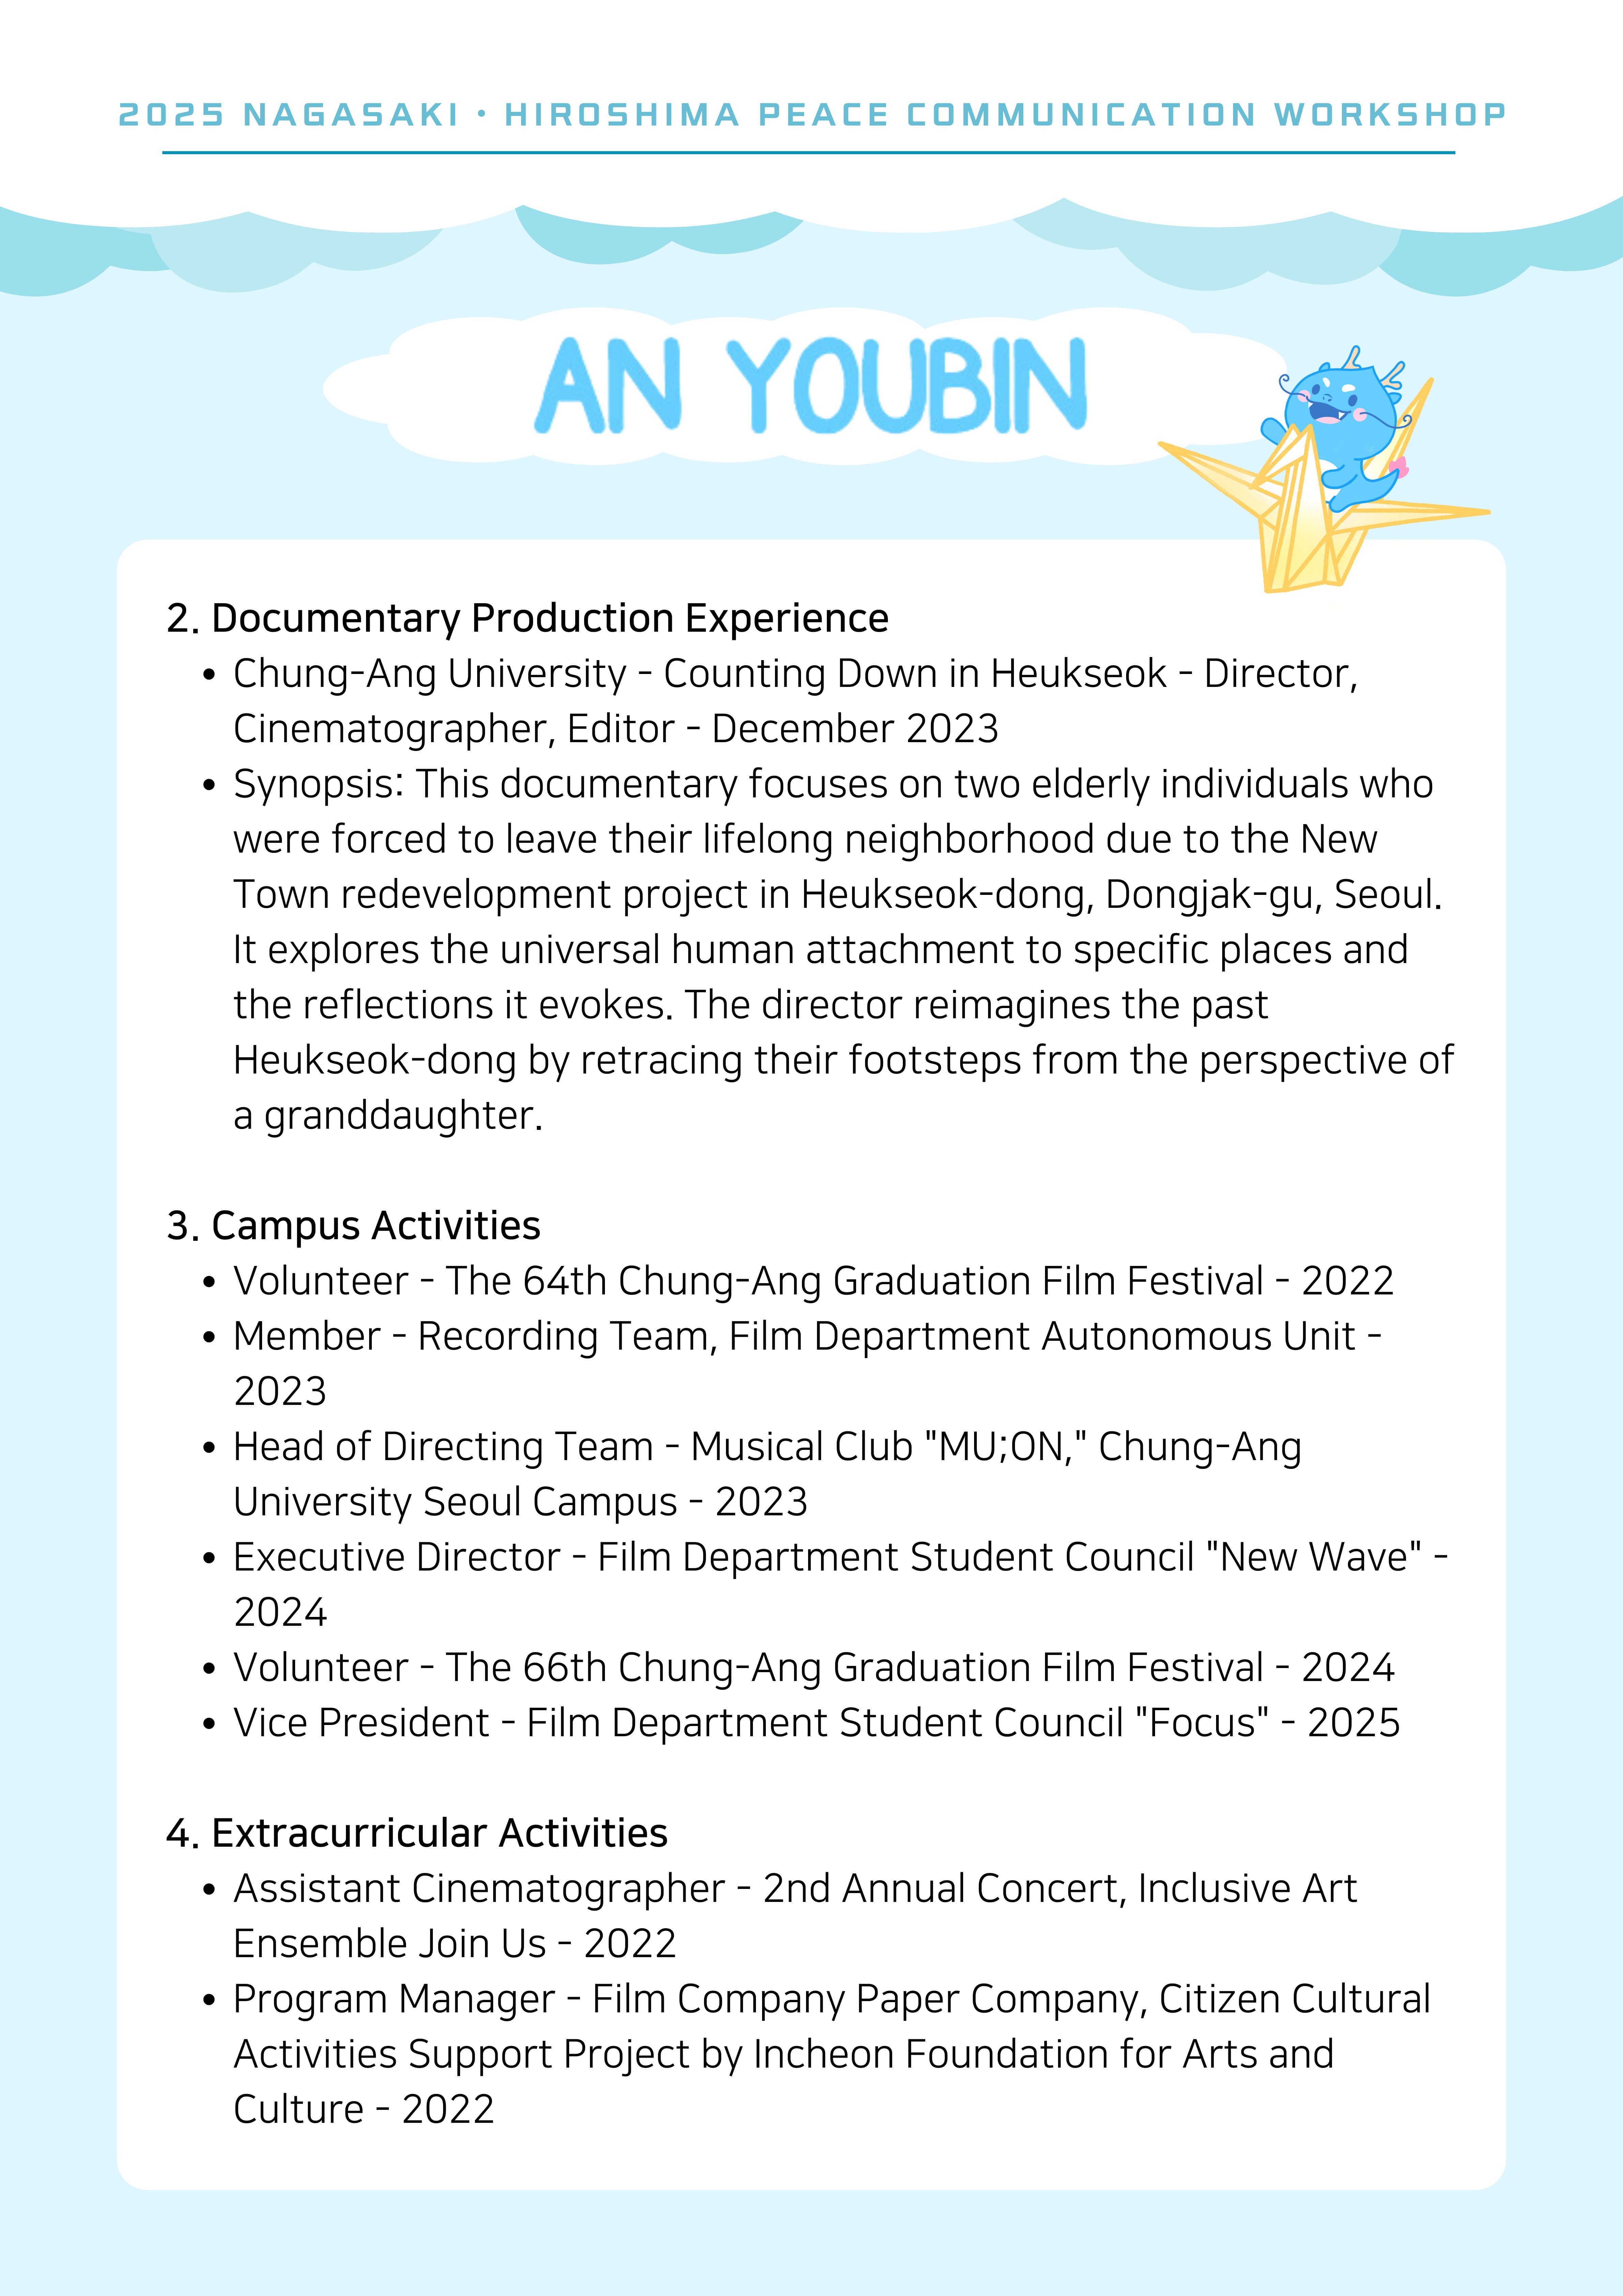 2025 NAGASAKI • HIROSHIMA PEACE COMMUNICATION WORKSHOP
AN YOUBIN
2. Documentary Production Experience
• Chung-Ang University - Counting Down in Heukseok - Director,
Cinematographer, Editor - December 2023
• Synopsis: This documentary focuses on two elderly individuals who
were forced to leave their lifelong neighborhood due to the New
Town redevelopment project in Heukseok-dong, Dongjak-gu, Seoul.
It explores the universal human attachment to specific places and
the reflections it evokes. The director reimagines the past
Heukseok-dong by retracing their footsteps from the perspective of
a granddaughter.
3. Campus Activities
• Volunteer - The 64th Chung-Ang Graduation Film Festival - 2022
• Member - Recording Team, Film Department Autonomous Unit -
2023
• Head of Directing Team - Musical Club "MU;ON," Chung-Ang
University Seoul Campus - 2023
• Executive Director - Film Department Student Council "New Wave" -
2024
• Volunteer - The 66th Chung-Ang Graduation Film Festival - 2024
• Vice President - Film Department Student Council "Focus" - 2025
4. Extracurricular Activities
• Assistant Cinematographer - 2nd Annual Concert, Inclusive Art
Ensemble Join Us - 2022
• Program Manager - Film Company Paper Company, Citizen Cultural
Activities Support Project by Incheon Foundation for Arts and
Culture - 2022